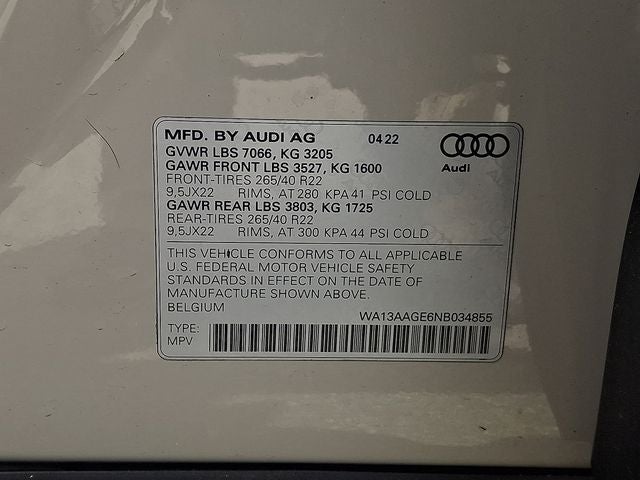 MFD. BY AUDI AG 04 22
GVWR LBS 7066, KG 3205
GAWR FRONT LBS 3527, KG 1600
FRONT-TIRES 265/40 R22
9,5JX22 RIMS, AT 280 KPA 41 PSI COLD
GAWR REAR LBS 3803, KG 1725
REAR-TIRES 265/40 R22
9,5JX22 RIMS, AT 300 KPA 44 PSI COLD
Audi
THIS VEHICLE CONFORMS TO ALL APPLICABLE
U.S. FEDERAL MOTOR VEHICLE SAFETY
STANDARDS IN EFFECT ON THE DATE OF
MANUFACTURE SHOWN ABOVE.
BELGIUM
WA13AAGE6NB034855
TYPE:
MPV